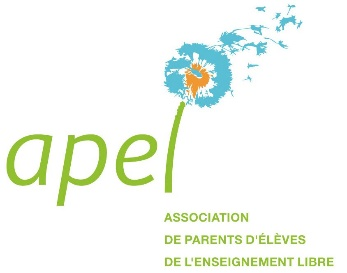 apel
ASSOCIATION
DE PARENTS D'ÉLÈVES
DE L'ENSEIGNEMENT LIBRE